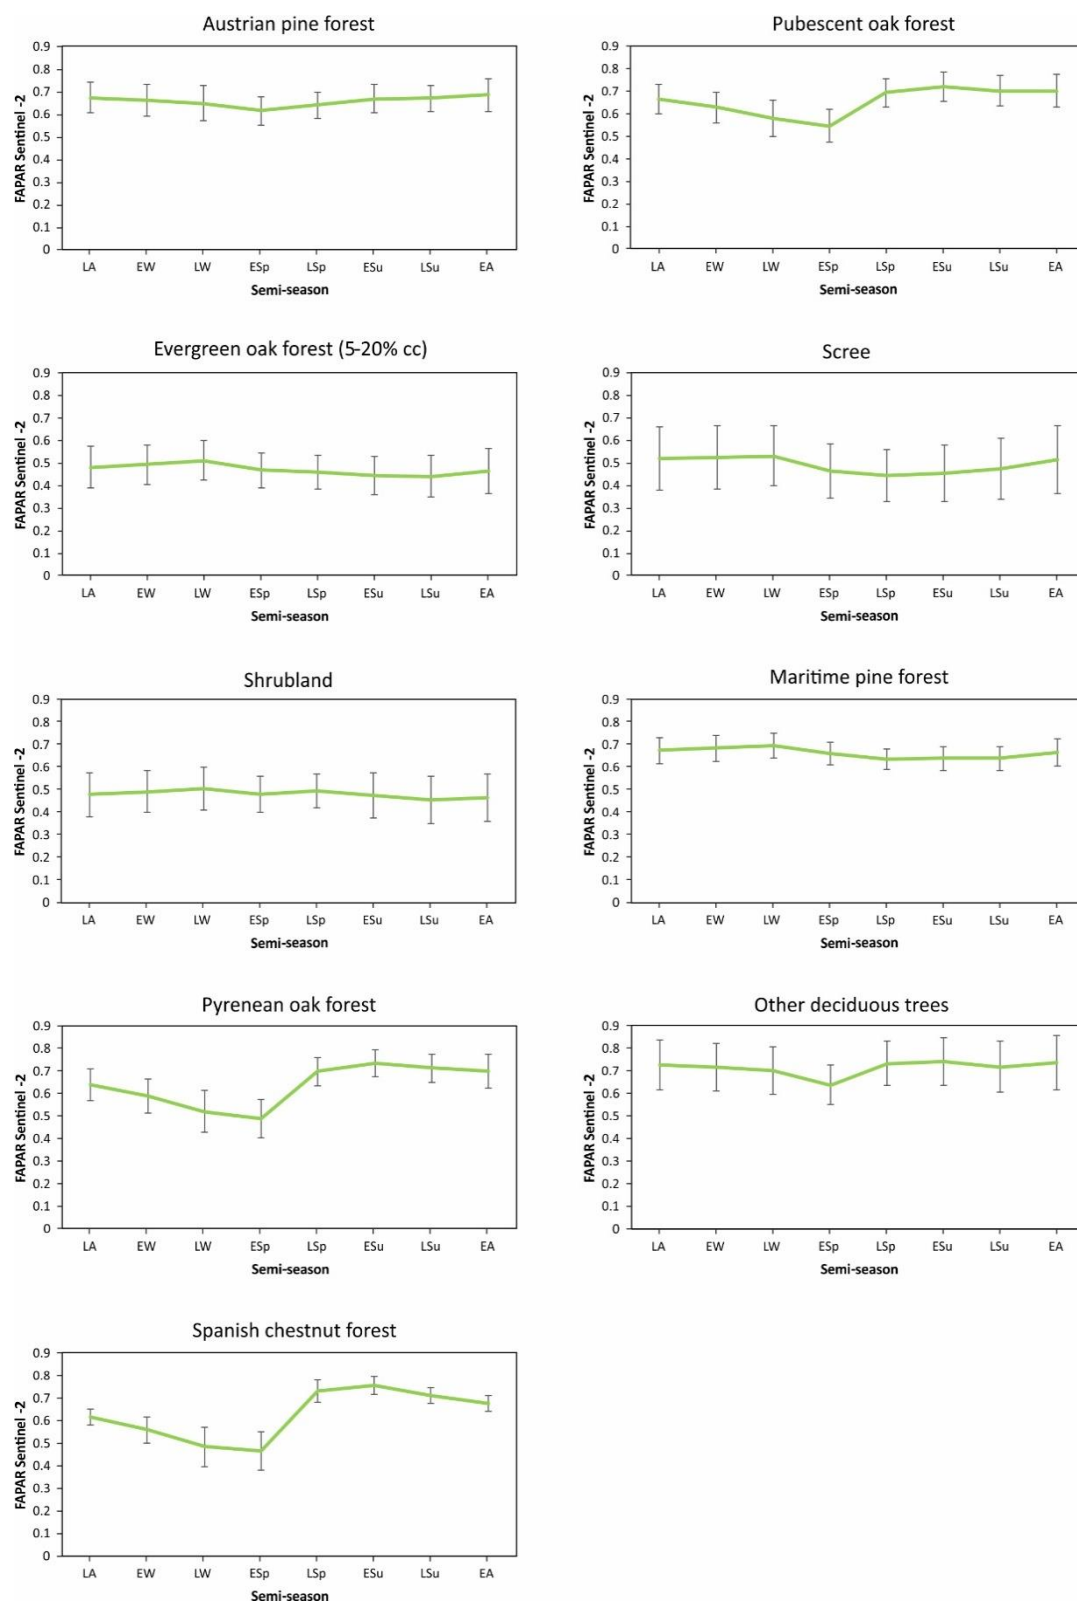 Austrian pine forest
FAPAR Sentinel -2
0.9
0.8
0.7
0.6
0.5
0.4
0.3
0.2
0.1
0
LA EW LW ESp LSp ESu LSu EA
Semi-season
Pubescent oak forest
FAPAR Sentinel -2
0.9
0.8
0.7
0.6
0.5
0.4
0.3
0.2
0.1
0
LA EW LW ESp LSp ESu LSu EA
Semi-season
Evergreen oak forest (5-20% cc)
FAPAR Sentinel -2
0.9
0.8
0.7
0.6
0.5
0.4
0.3
0.2
0.1
0
LA EW LW ESp LSp ESu LSu EA
Semi-season
Scree
FAPAR Sentinel -2
0.9
0.8
0.7
0.6
0.5
0.4
0.3
0.2
0.1
0
LA EW LW ESp LSp ESu LSu EA
Semi-season
Shrubland
FAPAR Sentinel -2
0.9
0.8
0.7
0.6
0.5
0.4
0.3
0.2
0.1
0
LA EW LW ESp LSp ESu LSu EA
Semi-season
Maritime pine forest
FAPAR Sentinel -2
0.9
0.8
0.7
0.6
0.5
0.4
0.3
0.2
0.1
0
LA EW LW ESp LSp ESu LSu EA
Semi-season
Pyrenean oak forest
FAPAR Sentinel -2
0.9
0.8
0.7
0.6
0.5
0.4
0.3
0.2
0.1
0
LA EW LW ESp LSp ESu LSu EA
Semi-season
Other deciduous trees
FAPAR Sentinel -2
0.9
0.8
0.7
0.6
0.5
0.4
0.3
0.2
0.1
0
LA EW LW ESp LSp ESu LSu EA
Semi-season
Spanish chestnut forest
FAPAR Sentinel -2
0.9
0.8
0.7
0.6
0.5
0.4
0.3
0.2
0.1
0
LA EW LW ESp LSp ESu LSu EA
Semi-season